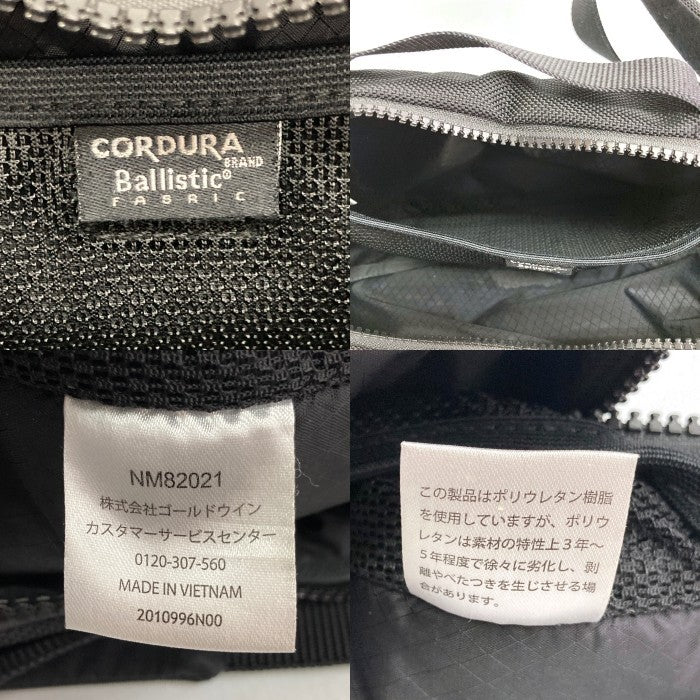 CORDURA
BRAND
Ballistic®
FABRIC
CORDURA
NM82021
株式会社ゴールドウイン
カスタマーサービスセンター
0120-307-560
MADE IN VIETNAM
2010996N00
この製品はポリウレタン樹脂
を使用していますが、ポリウ
レタンは素材の特性上3年〜
5年程度で徐々に劣化し、剥
離やべたつきを生じさせる場
合があります。